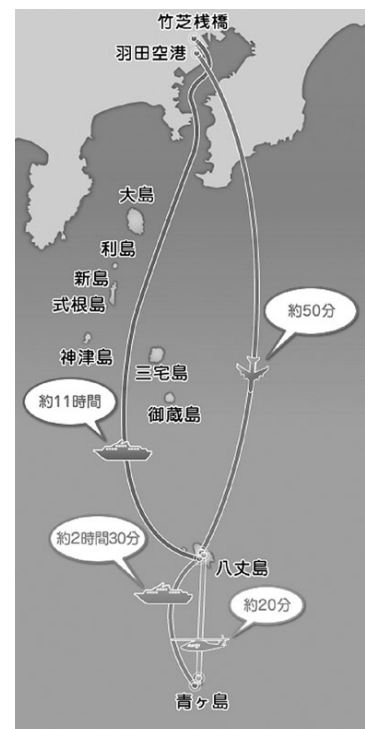 竹芝桟橋
羽田空港
大島
利島
新島
式根島
神津島
約50分
三宅島
御蔵島
約11時間
八丈島
約2時間30分
約20分
青ヶ島